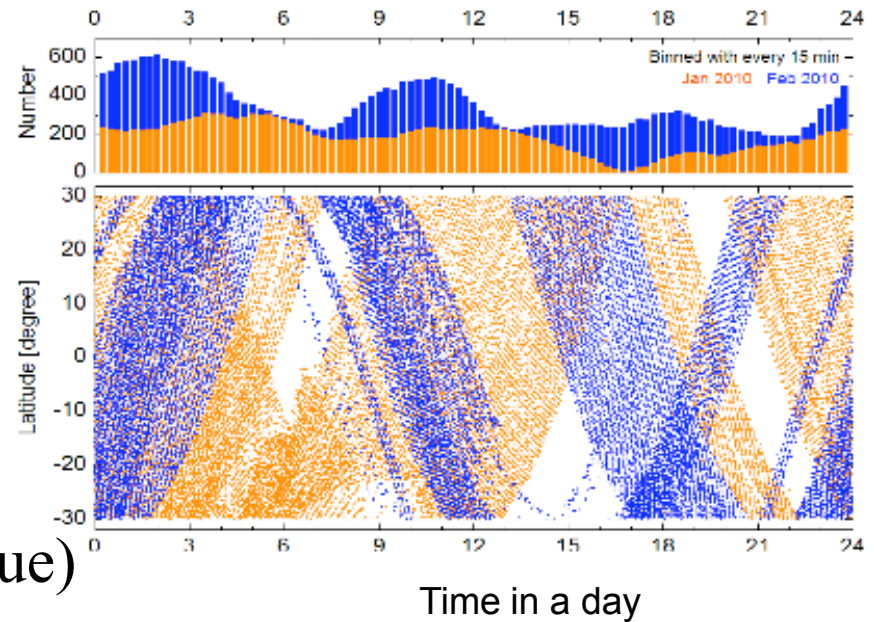 0 3 6 9 12 15 18 21 24
Binned with every 15 min –
Jan 2010 Feb 2010
Number
600
400
200
0
Latitude [degree]
30
20
10
0
-10
-20
-30
0 3 6 9 12 15 18 21 24
ue)
Time in a day